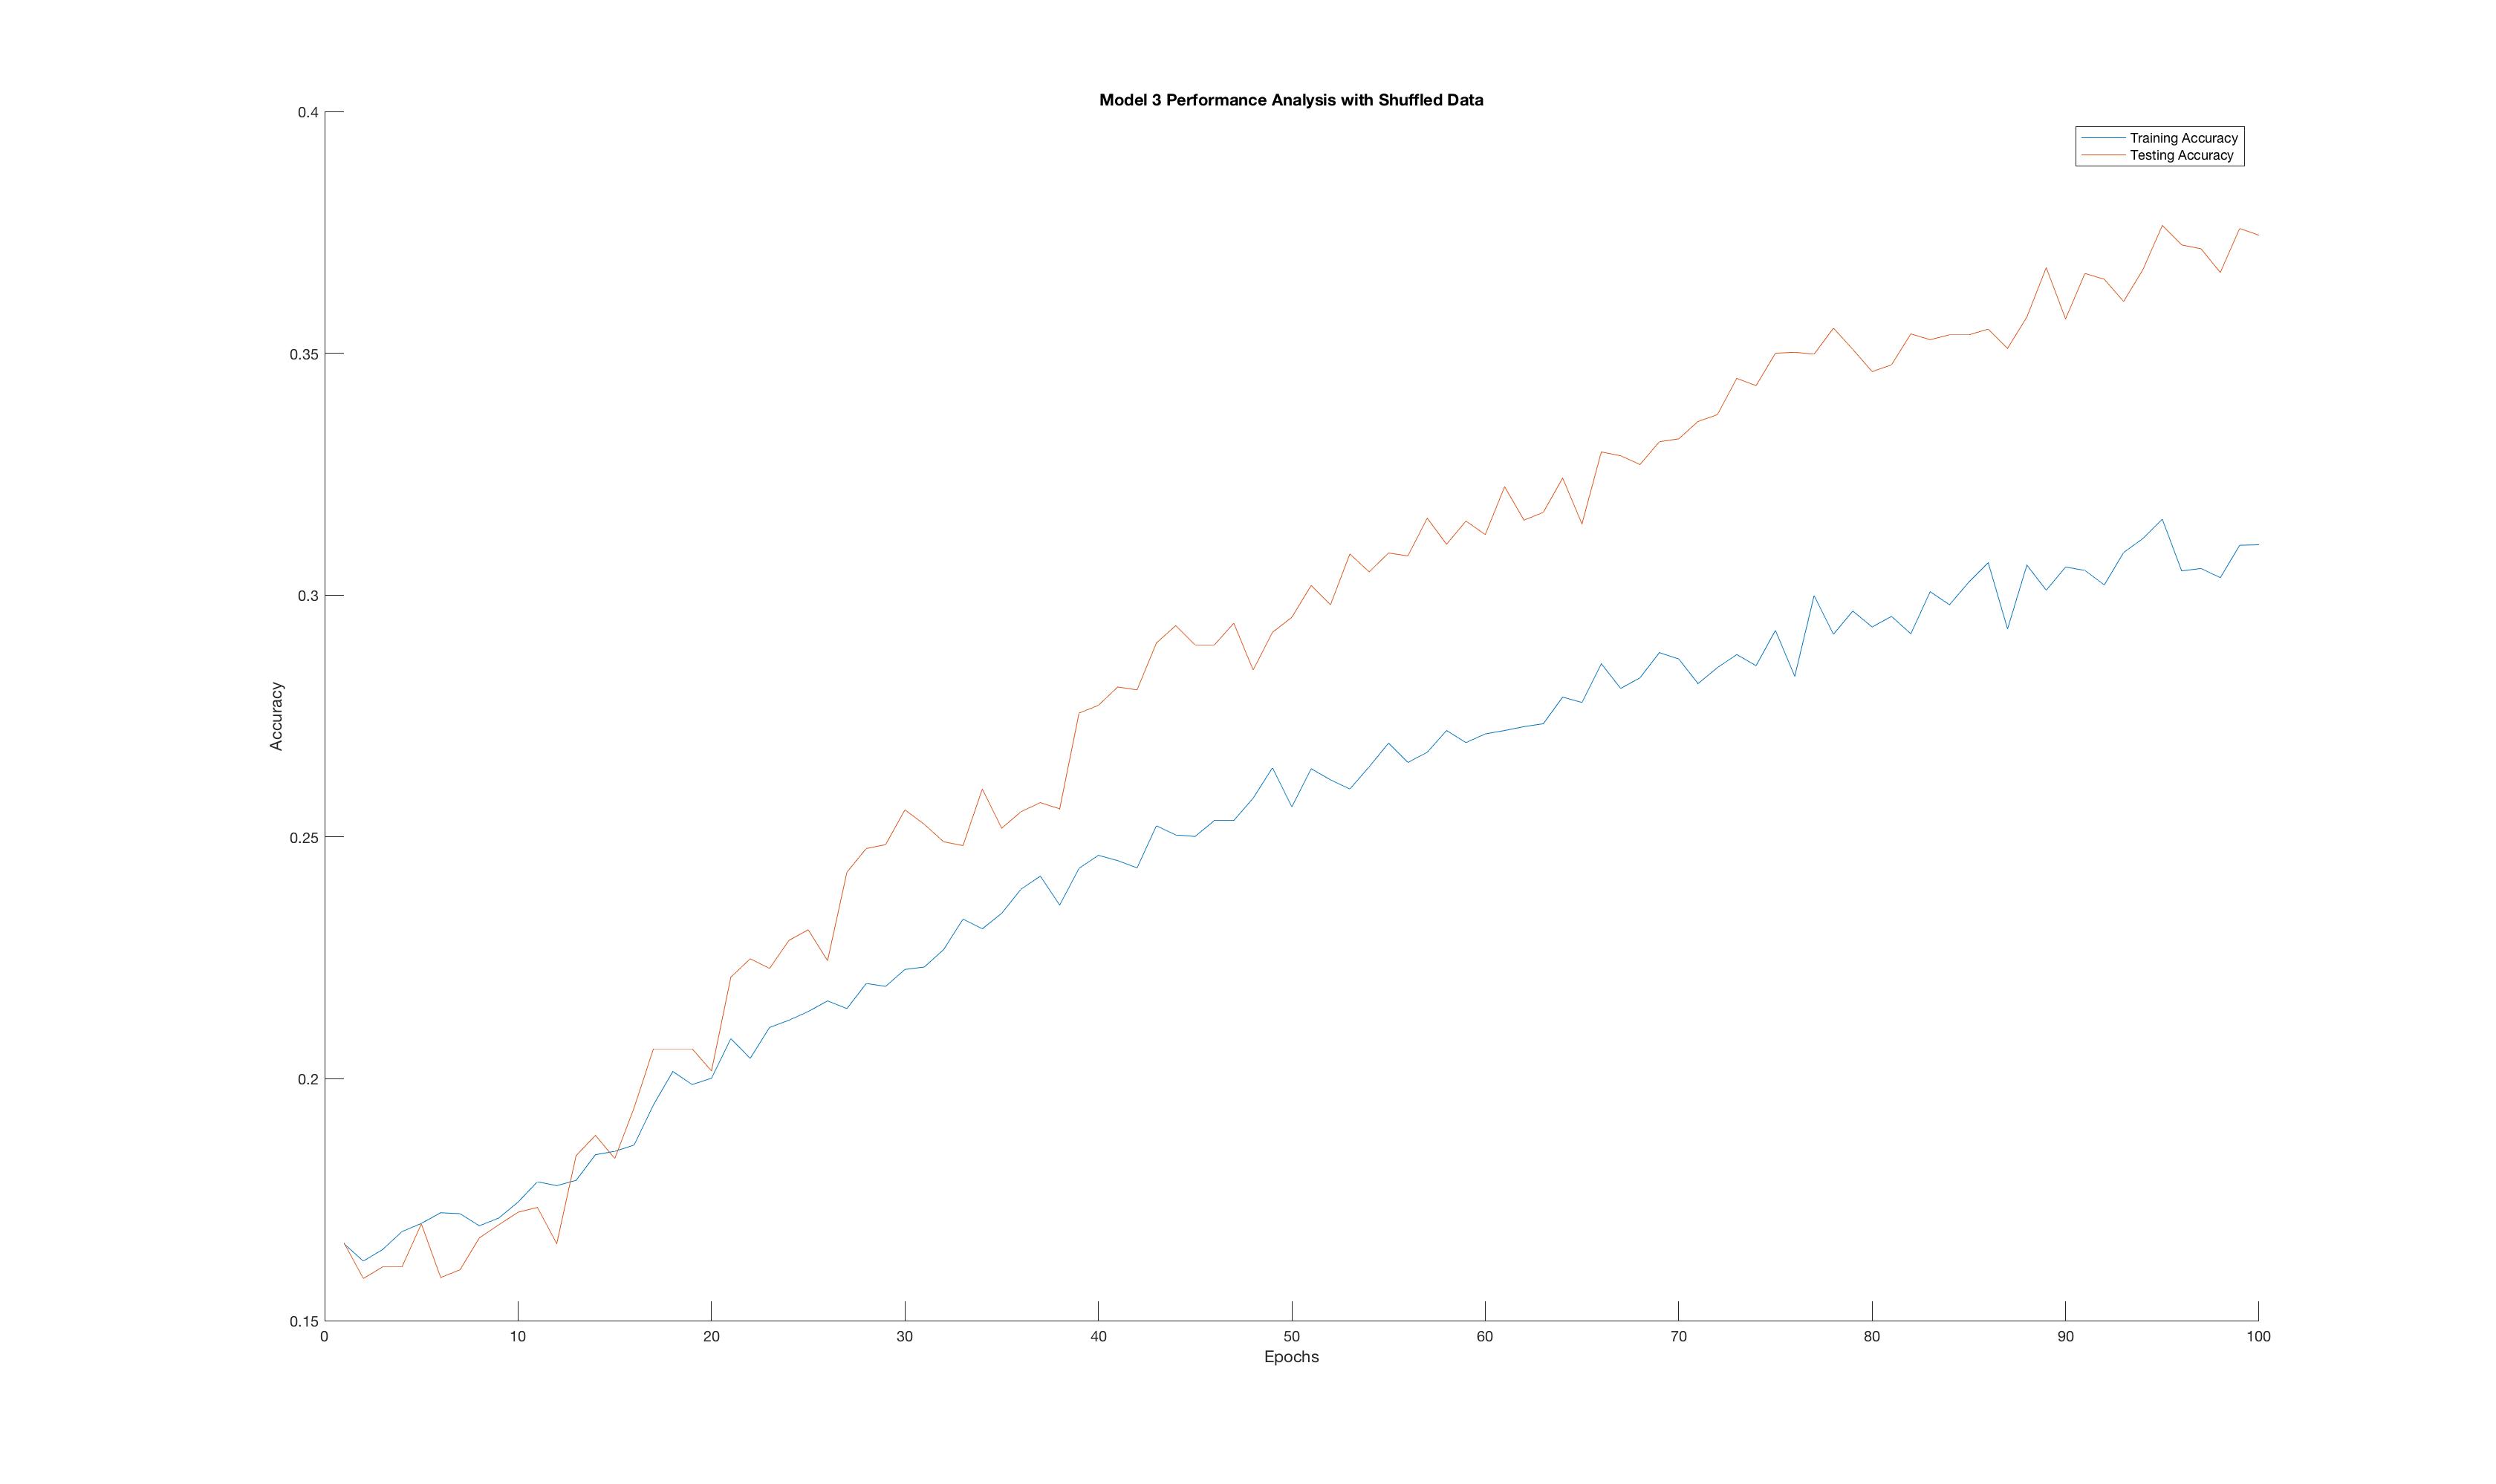 Model 3 Performance Analysis with Shuffled Data
0.4
Training Accuracy
Testing Accuracy
0.35
0.3
Accuracy
0.25
0.2
0.15
0 10 20 30 40 50 60 70 80 90 100
Epochs